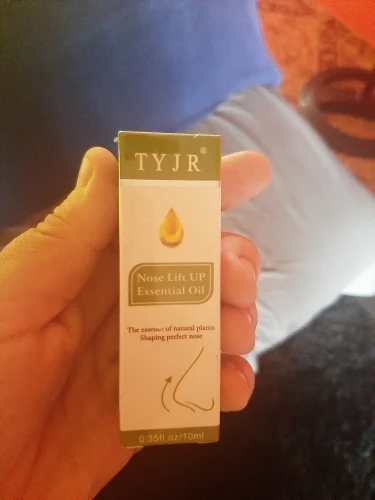 TYJR®
Nose Lift UP
Essential Oil
The essence of natural plants
Shaping perfect nose
0.35fl.oz/10ml